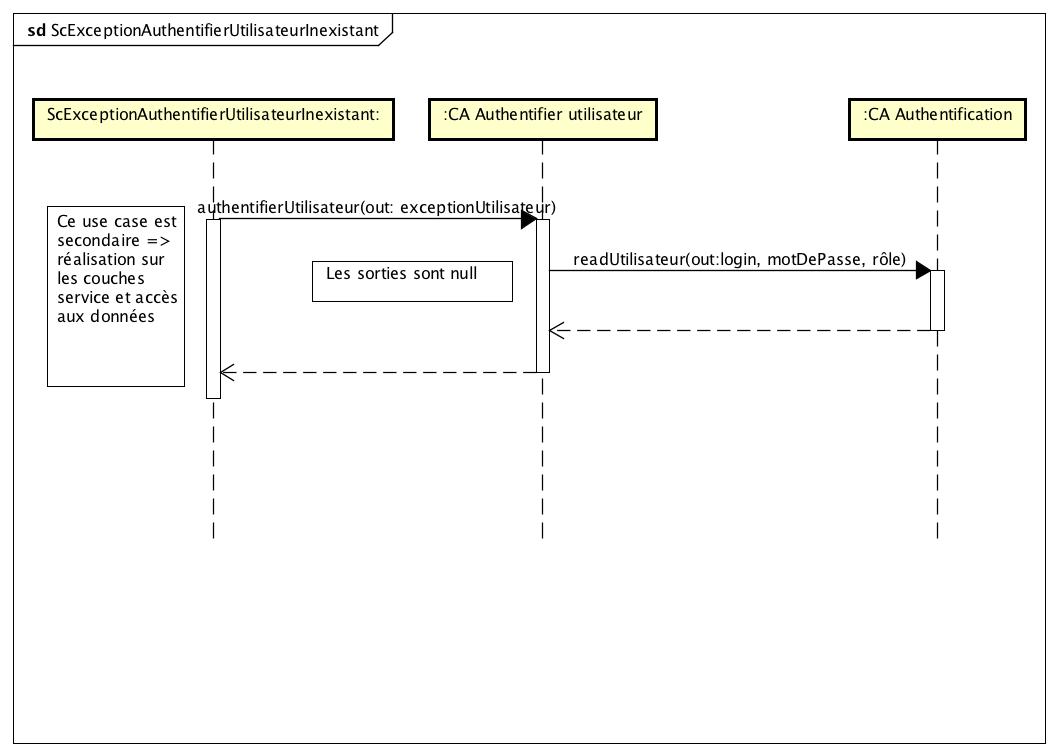 sd ScExceptionAuthentifierUtilisateurInexistant
ScExceptionAuthentifierUtilisateurInexistant:
:CA Authentifier utilisateur
:CA Authentification
authentifierUtilisateur(out: exceptionUtilisateur)
Ce use case est
secondaire =>
réalisation sur
les couches
service et accès
aux données
Les sorties sont null
readUtilisateur(out:login, motDePasse, rôle)